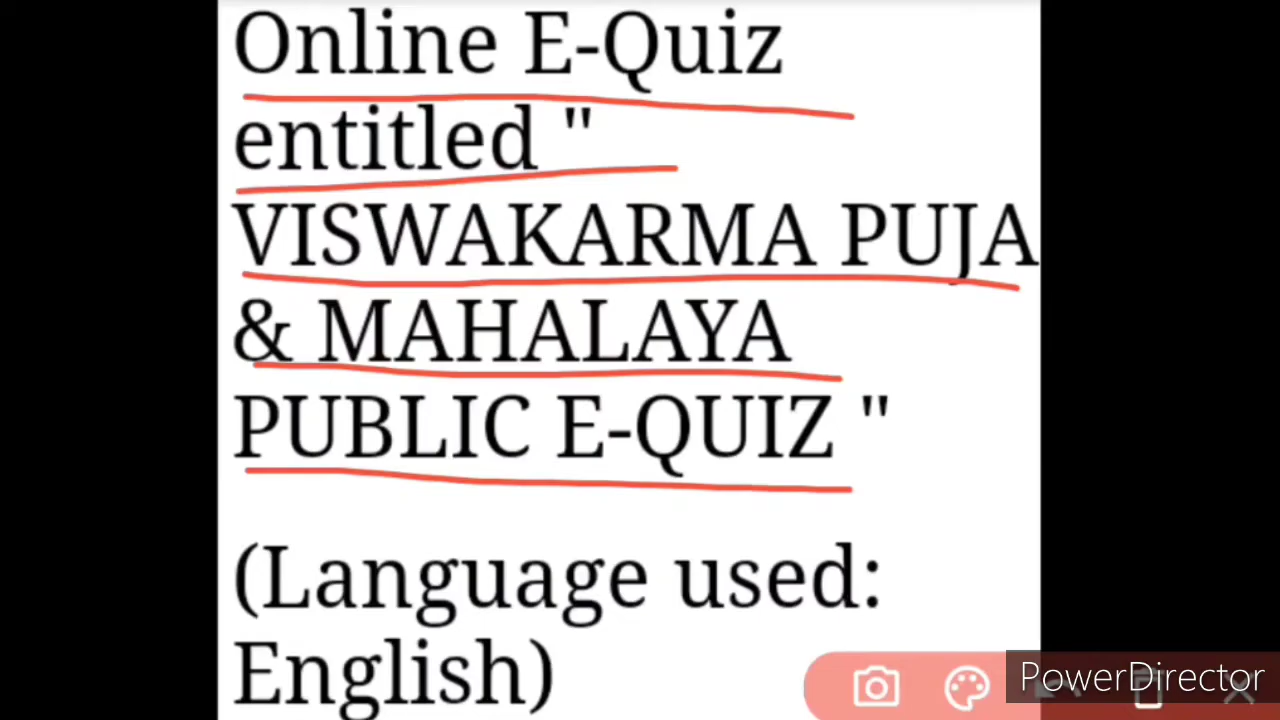 Online E-Quiz
entitled "
VISWAKARMA PUJA
& MAHALAYA
PUBLIC E-QUIZ "
(Language used:
English)
PowerDirector